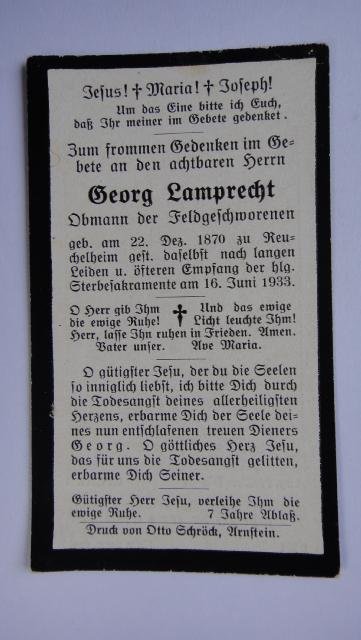 Jesus! † Maria! † Joseph!
Um das Eine bitte ich Euch,
daß Ihr meiner im Gebete gedenket.
Zum frommen Gedenken im Ge-
bete an den achtbaren Herrn
Georg Lamprecht
Obmann der Feldgeschworenen
geb. am 22. Dez. 1870 zu Reu-
chelheim gest. daselbst nach langen
Leiden u. öfteren Empfang der hlg.
Sterbesakramente am 16. Juni 1933.
O Herr gib Ihm † Und das ewige
die ewige Ruhe! Licht leuchte Ihm!
Herr, lasse Ihn ruhen in Frieden. Amen.
Vater unser. Ave Maria.
O gütigster Jesu, der du die Seelen
so inniglich liebst, ich bitte Dich durch
die Todesangst deines allerheiligsten
Herzens, erbarme Dich der Seele dei-
nes nun entschlafenen treuen Dieners
Georg. O göttliches Herz Jesu,
das für uns die Todesangst gelitten,
erbarme Dich Seiner.
Gütigster Herr Jesu, verleihe Ihm die
ewige Ruhe. 7 Jahre Ablaß.
Druck von Otto Schröck, Arnstein.